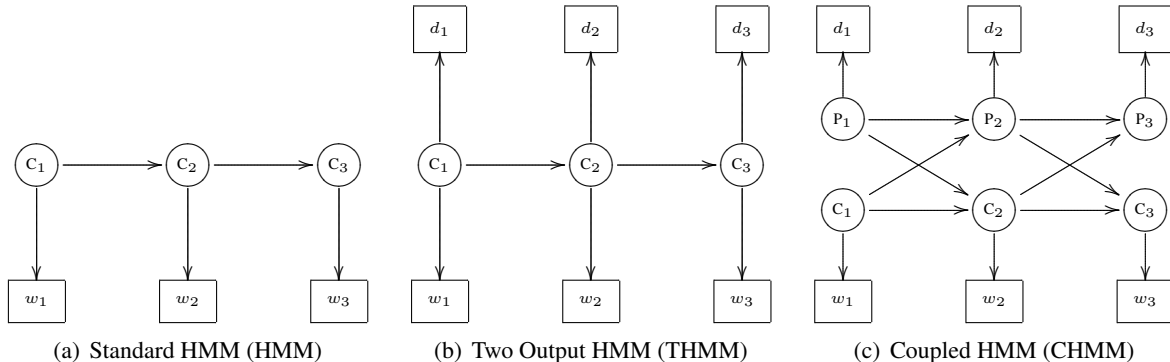 d₁ d₂ d₃ d₁ d₂ d₃
P₁ P₂ P₃
C₁ C₂ C₃ C₁ C₂ C₃
C₁ C₂ C₃
w₁ w₂ w₃ w₁ w₂ w₃ w₁ w₂ w₃
(a) Standard HMM (HMM) (b) Two Output HMM (THMM) (c) Coupled HMM (CHMM)